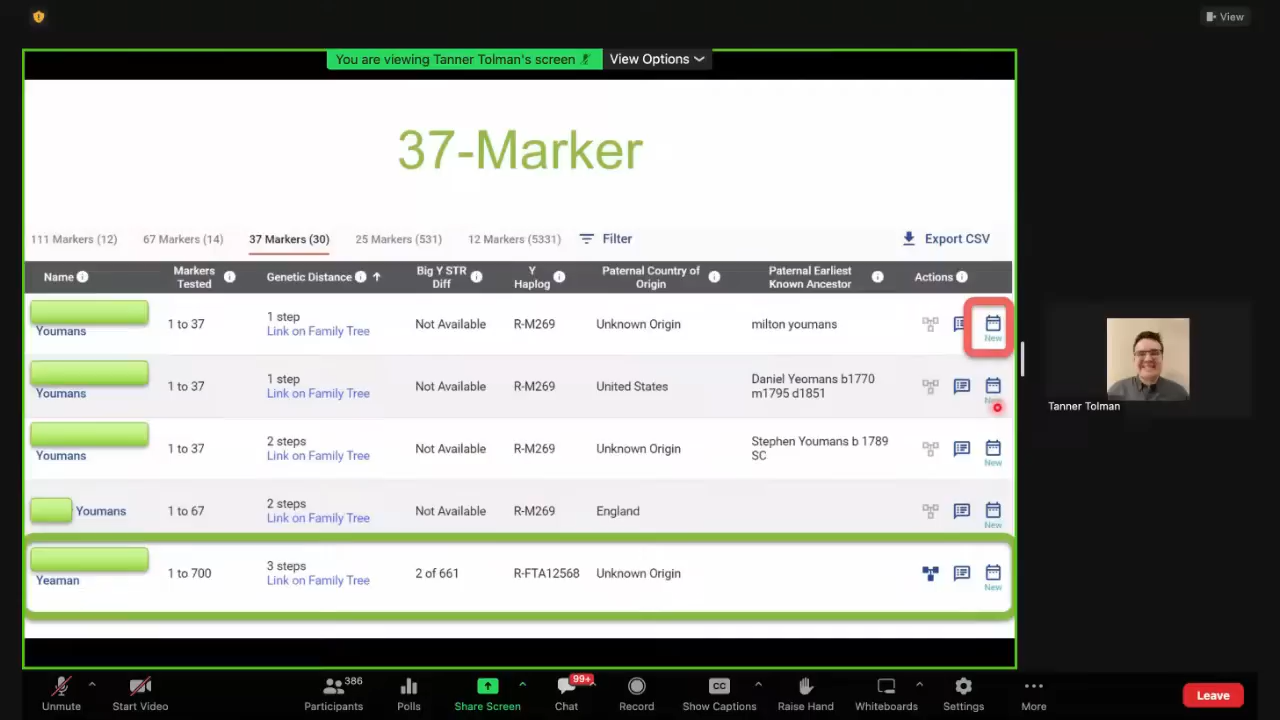 View
You are viewing Tanner Tolman's screen
View Options
37-Marker
111 Markers (12)
67 Markers (14)
37 Markers (30)
25 Markers (531)
12 Markers (5331)
Filter
Export CSV
Name
Markers Tested
Genetic Distance
Big Y STR Diff
Y Haplog
Paternal Country of Origin
Paternal Earliest Known Ancestor
Actions
Youmans
1 to 37
1 step
Link on Family Tree
Not Available
R-M269
Unknown Origin
milton youmans
New
Youmans
1 to 37
1 step
Link on Family Tree
Not Available
R-M269
United States
Daniel Yeomans b1770
m1795 d1851
New
Youmans
1 to 37
2 steps
Link on Family Tree
Not Available
R-M269
Unknown Origin
Stephen Youmans b 1789
SC
New
Youmans
1 to 67
2 steps
Link on Family Tree
Not Available
R-M269
England
New
Yeaman
1 to 700
3 steps
Link on Family Tree
2 of 661
R-FTA12568
Unknown Origin
New
Tanner Tolman
Unmute
Start Video
386
Participants
Polls
Share Screen
99+
Chat
Record
CC
Show Captions
Raise Hand
Whiteboards
Settings
More
Leave